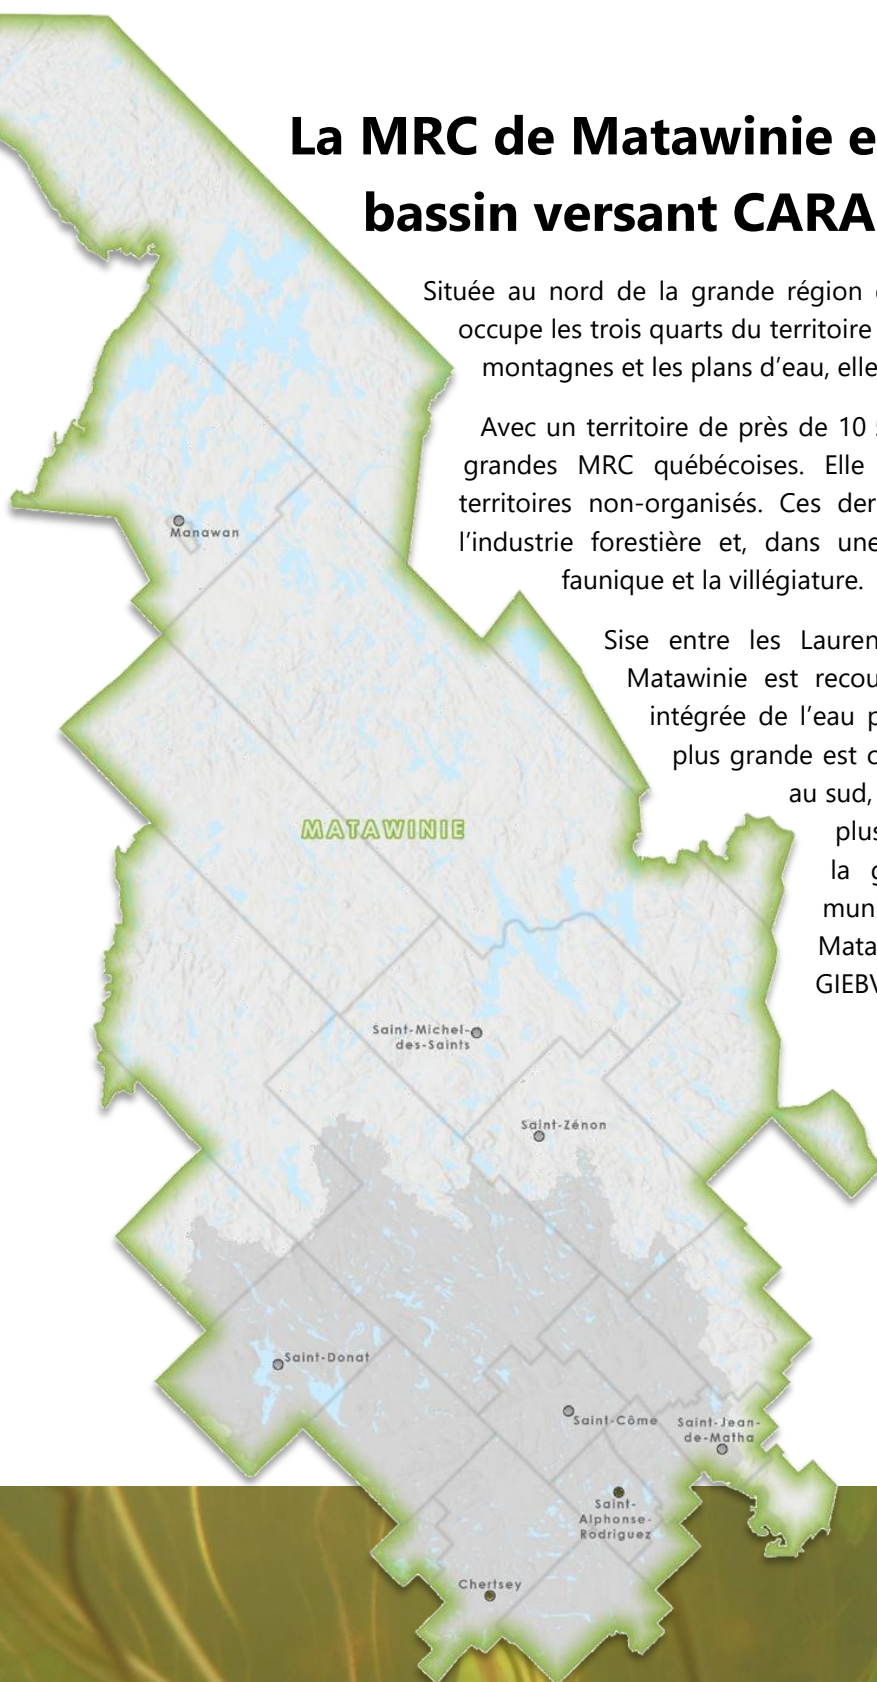 La MRC de Matawinie e
bassin versant CARA
Située au nord de la grande région
occupe les trois quarts du territoire
montagnes et les plans d’eau, elle
Avec un territoire de près de 10
grandes MRC québécoises. Elle
territoires non-organisés. Ces der
l’industrie forestière et, dans une
faunique et la villégiature.
Sise entre les Lauren
Matawinie est recou
intégrée de l’eau p
plus grande est
au sud,
plus
la
mun
Mata
GIEBV
Manawan
MATAWINIE
Saint-Michel-
des-Saints
Saint-Zénon
Saint-Donat
Saint-Côme
Saint-Jean-
de-Matha
Saint-
Alphonse-
Rodriguez
Chertsey